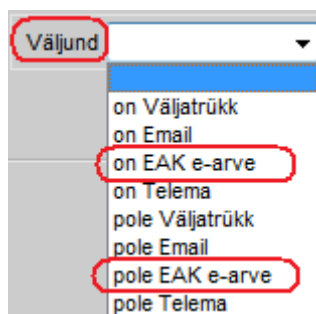 Väljund
on Väljatrükk
on Email
on EAK e-arve
on Telema
pole Väljatrükk
pole Email
pole EAK e-arve
pole Telema